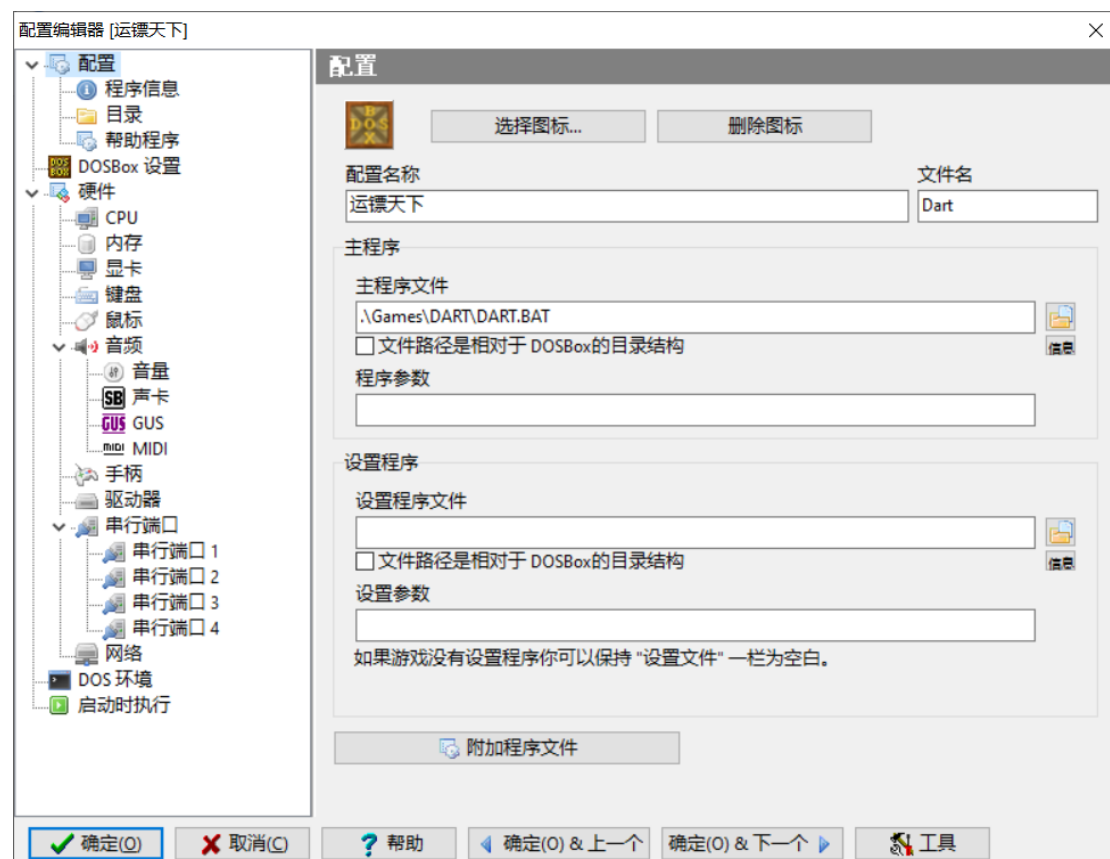 配置编辑器 [运镖天下]
配置
程序信息
目录
帮助程序
DOSBox 设置
硬件
CPU
内存
显卡
键盘
鼠标
音频
音量
SB 声卡
GUS GUS
MIDI MIDI
手柄
驱动器
串行端口
串行端口 1
串行端口 2
串行端口 3
串行端口 4
网络
DOS 环境
启动时执行
配置
选择图标...
删除图标
配置名称
文件名
运镖天下
Dart
主程序
主程序文件
.\Games\DART\DART.BAT
文件路径是相对于 DOSBox的目录结构
信息
程序参数
设置程序
设置程序文件
文件路径是相对于 DOSBox的目录结构
信息
设置参数
如果游戏没有设置程序你可以保持 "设置文件" 一栏为空白。
附加程序文件
确定(O)
取消(C)
帮助
确定(O) & 上一个
确定(O) & 下一个
工具